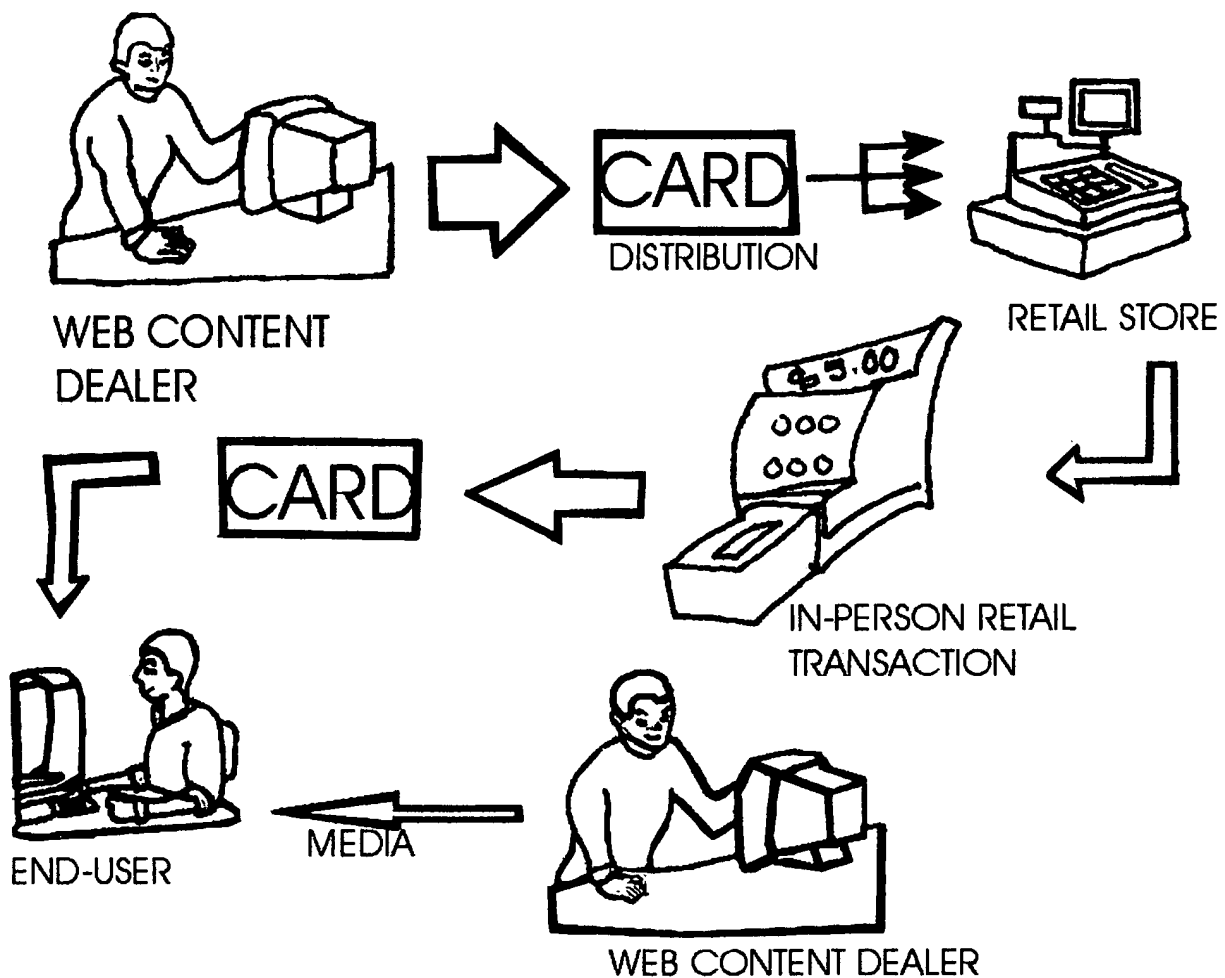 CARD
DISTRIBUTION
WEB CONTENT
DEALER
RETAIL STORE
$5.00
CARD
IN-PERSON RETAIL
TRANSACTION
MEDIA
END-USER
WEB CONTENT DEALER